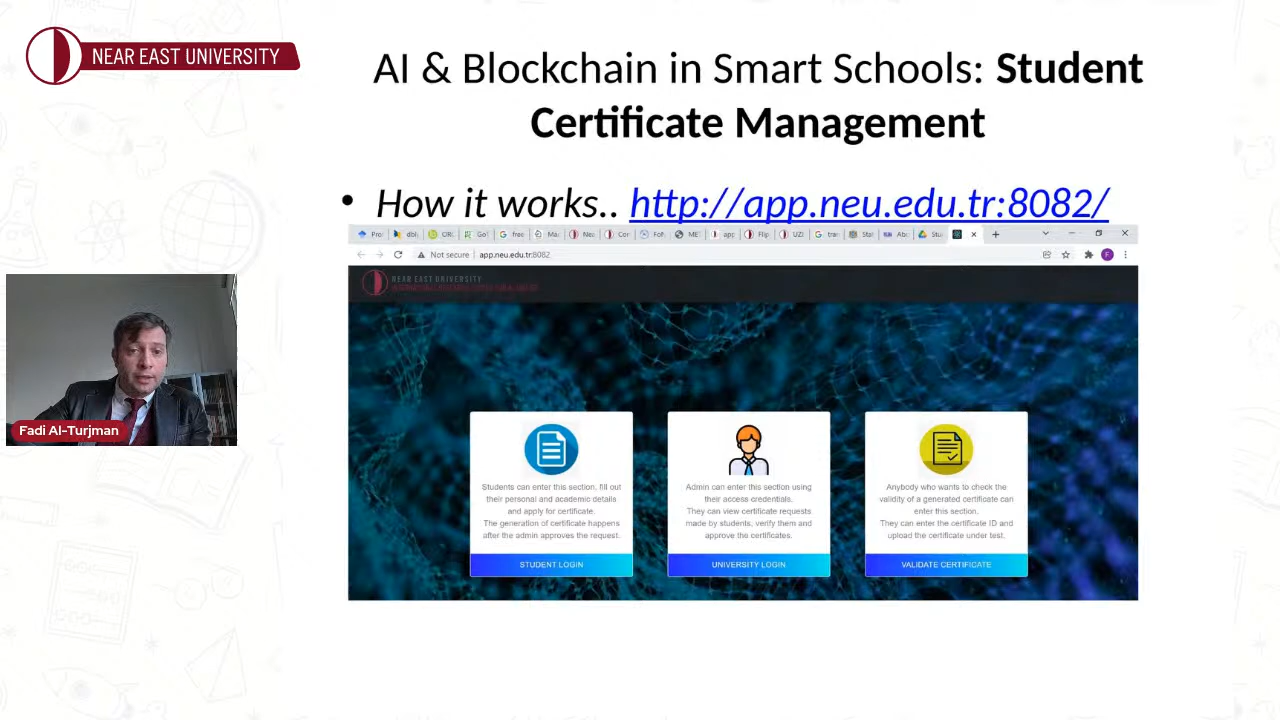 NEAR EAST UNIVERSITY
AI & Blockchain in Smart Schools: Student
Certificate Management
• How it works.. http://app.neu.edu.tr:8082/
Not secure | app.neu.edu.tr:8082
NEAR EAST UNIVERSITY
Students can enter this section, fill out
their personal and academic details
and apply for certificate.
The generation of certificate happens
after the admin approves the request.
STUDENT LOGIN
Admin can enter this section using
their access credentials.
They can view certificate requests
made by students, verify them and
approve the certificates.
UNIVERSITY LOGIN
Anybody who wants to check the
validity of a generated certificate can
enter this section.
They can enter the certificate ID and
upload the certificate under test.
VALIDATE CERTIFICATE
Fadi Al-Turjman